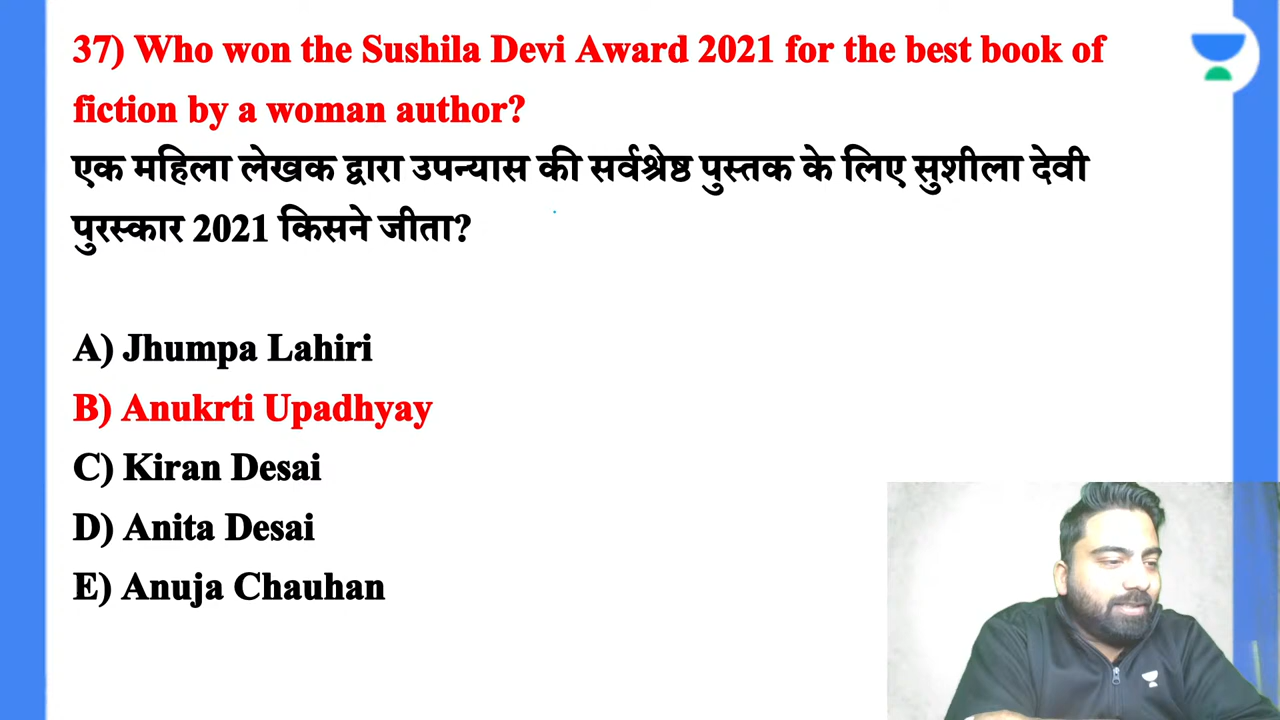 37) Who won the Sushila Devi Award 2021 for the best book of
fiction by a woman author?
एक महिला लेखक द्वारा उपन्यास की सर्वश्रेष्ठ पुस्तक के लिए सुशीला देवी
पुरस्कार 2021 किसने जीता?
A) Jhumpa Lahiri
B) Anukrti Upadhyay
C) Kiran Desai
D) Anita Desai
E) Anuja Chauhan